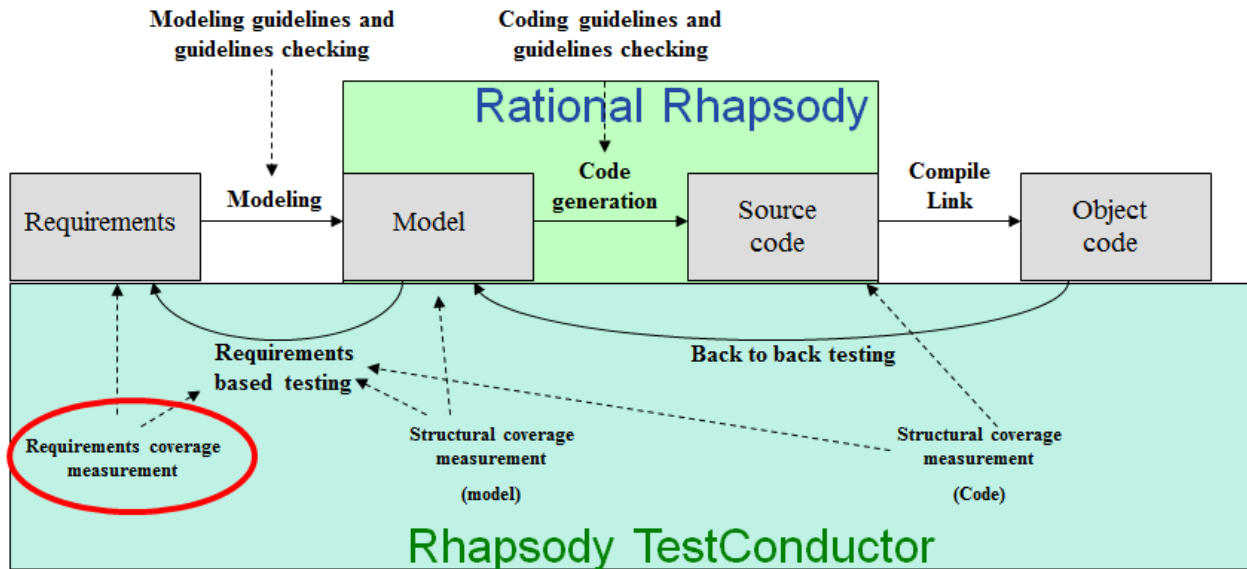 Modeling guidelines and
guidelines checking
Coding guidelines and
guidelines checking
Rational Rhapsody
Requirements
Modeling
Model
Code
generation
Source
code
Compile
Link
Object
code
Requirements
based testing
Back to back testing
Requirements coverage
measurement
Structural coverage
measurement
(model)
Structural coverage
measurement
(Code)
Rhapsody TestConductor